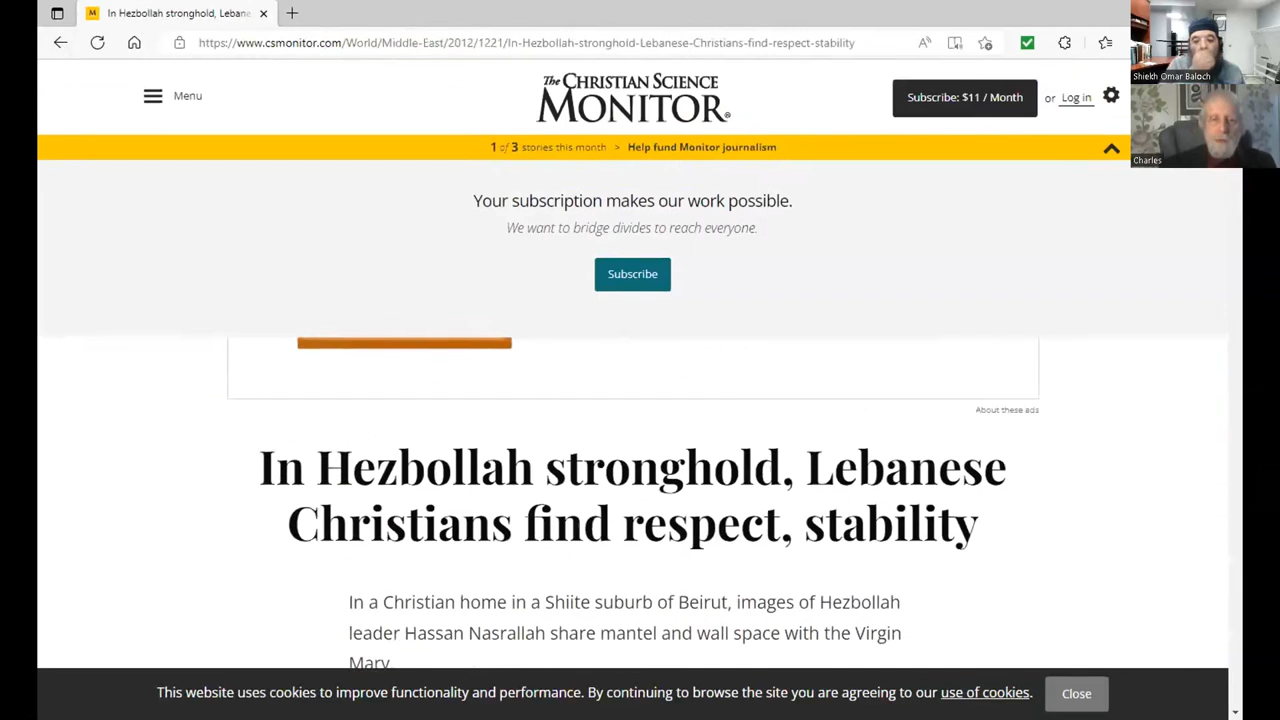 In Hezbollah stronghold, Lebane
https://www.csmonitor.com/World/Middle-East/2012/1221/In-Hezbollah-stronghold-Lebanese-Christians-find-respect-stability
Shiekh Omar Baloch
Charles
Menu
The Christian Science
MONITOR
Subscribe: $11 / Month
or Log in
1 of 3 stories this month > Help fund Monitor journalism
Your subscription makes our work possible.
We want to bridge divides to reach everyone.
Subscribe
About these ads
In Hezbollah stronghold, Lebanese
Christians find respect, stability
In a Christian home in a Shiite suburb of Beirut, images of Hezbollah
leader Hassan Nasrallah share mantel and wall space with the Virgin
Mary.
This website uses cookies to improve functionality and performance. By continuing to browse the site you are agreeing to our use of cookies.
Close